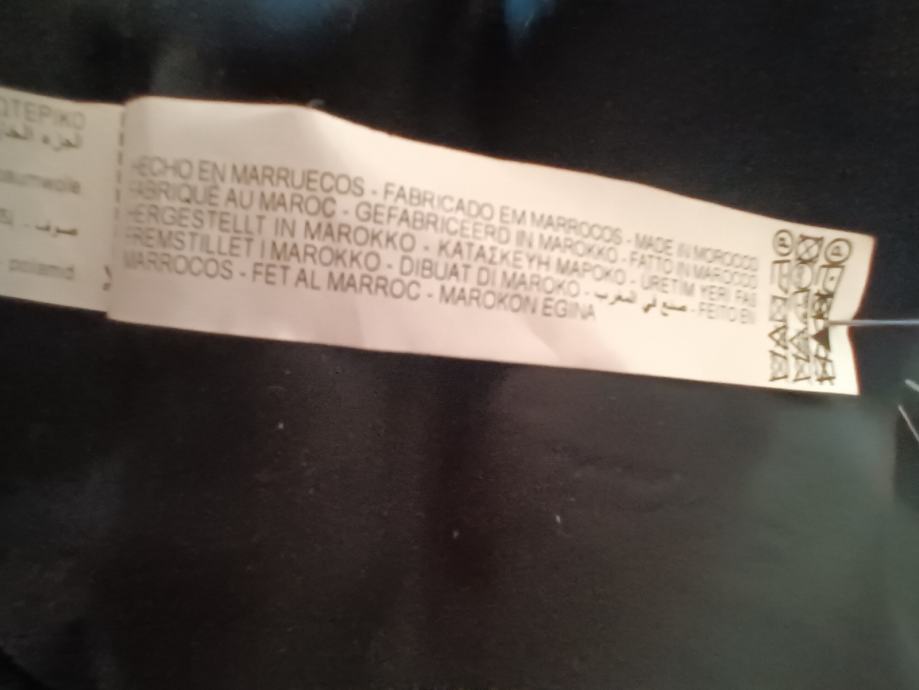 ΩΤΕΡΙΚΟ
HECHO EN MARRUECOS - FABRICADO EM MARROCOS - MADE IN MOROCCO
FABRIQUÉ AU MAROC - GEFABRICEERD IN MAROKKO - FATTO IN MAROCCO
HERGESTELLT IN MAROKKO - ΚΑΤΑΣΚΕΥΗ ΜΑΡΟΚΟ - ÜRETIM YERI FAS
FREMSTILLET I MAROKKO - DIBUAT DI MAROKO - صنع في المغرب - FEITO EN
MARROCOS - FET AL MARROC - MAROKON EGINA